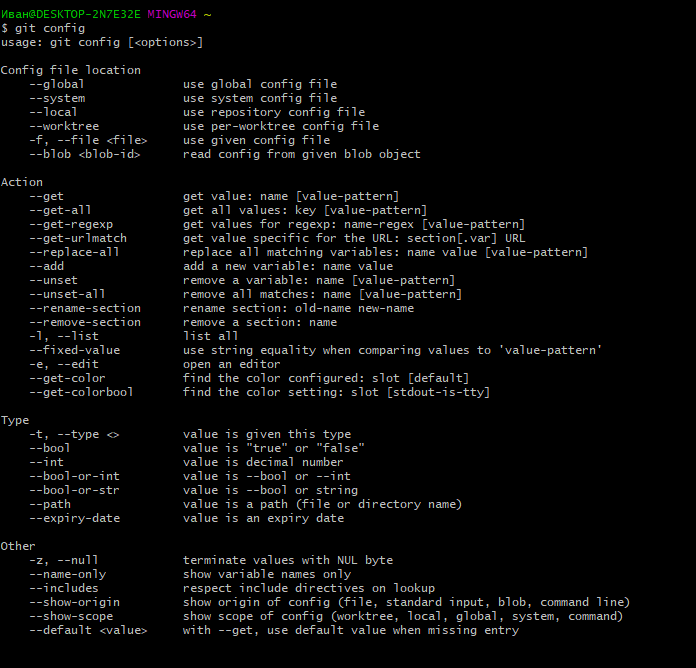 Иван@DESKTOP-2N7E32E MINGW64 ~
$ git config
usage: git config [<options>]

Config file location
    --global              use global config file
    --system              use system config file
    --local               use repository config file
    --worktree            use per-worktree config file
    -f, --file <file>     use given config file
    --blob <blob-id>      read config from given blob object

Action
    --get                 get value: name [value-pattern]
    --get-all             get all values: key [value-pattern]
    --get-regexp          get values for regexp: name-regex [value-pattern]
    --get-urlmatch        get value specific for the URL: section[.var] URL
    --replace-all         replace all matching variables: name value [value-pattern]
    --add                 add a new variable: name value
    --unset               remove a variable: name [value-pattern]
    --unset-all           remove all matches: name [value-pattern]
    --rename-section      rename section: old-name new-name
    --remove-section      remove a section: name
    -l, --list            list all
    --fixed-value         use string equality when comparing values to 'value-pattern'
    -e, --edit            open an editor
    --get-color           find the color configured: slot [default]
    --get-colorbool       find the color setting: slot [stdout-is-tty]

Type
    -t, --type <>         value is given this type
    --bool                value is "true" or "false"
    --int                 value is decimal number
    --bool-or-int         value is --bool or --int
    --bool-or-str         value is --bool or string
    --path                value is a path (file or directory name)
    --expiry-date         value is an expiry date

Other
    -z, --null            terminate values with NUL byte
    --name-only           show variable names only
    --includes            respect include directives on lookup
    --show-origin         show origin of config (file, standard input, blob, command line)
    --show-scope          show scope of config (worktree, local, global, system, command)
    --default <value>     with --get, use default value when missing entry